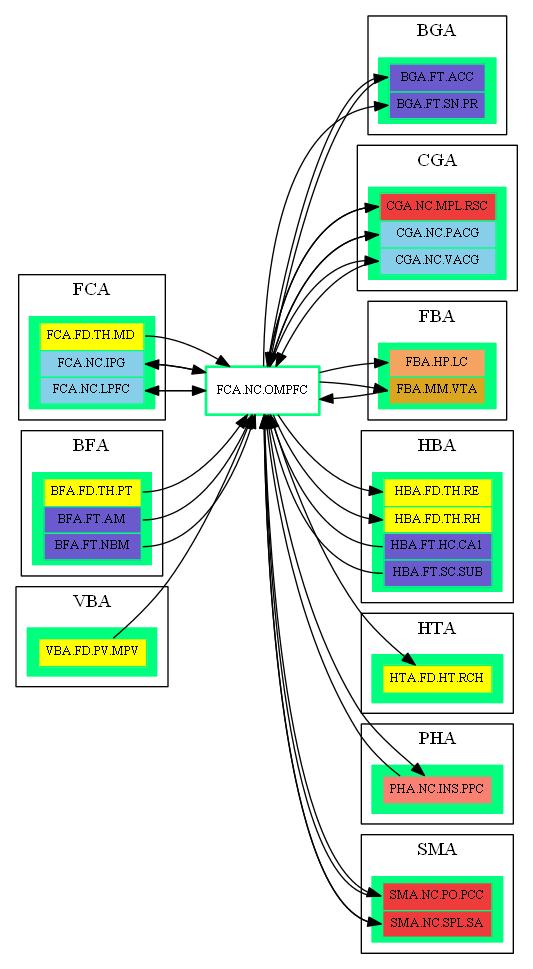 BGA
BGA.FT.ACC
BGA.FT.SN.PR
CGA
CGA.NC.MPL.RSC
CGA.NC.PACG
CGA.NC.VACG
FCA
FCA.FD.TH.MD
FCA.NC.IPG
FCA.NC.LPFC
FCA.NC.OMPFC
FBA
FBA.HP.LC
FBA.MM.VTA
BFA
BFA.FD.TH.PT
BFA.FT.AM
BFA.FT.NBM
HBA
HBA.FD.TH.RE
HBA.FD.TH.RH
HBA.FT.HC.CA1
HBA.FT.SC.SUB
VBA
VBA.FD.PV.MPV
HTA
HTA.FD.HT.RCH
PHA
PHA.NC.INS.PPC
SMA
SMA.NC.PO.PCC
SMA.NC.SPL.SA